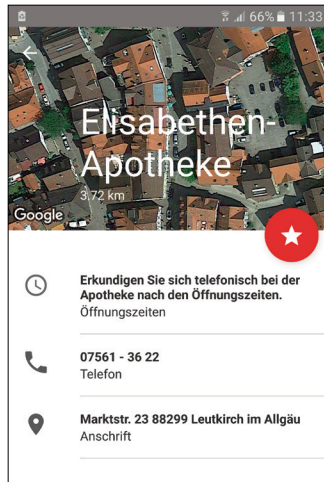 66% 11:33
Elisabethen-
Apotheke
3,72 km
Google
Erkundigen Sie sich telefonisch bei der
Apotheke nach den Öffnungszeiten.
Öffnungszeiten
07561 - 36 22
Telefon
Marktstr. 23 88299 Leutkirch im Allgäu
Anschrift